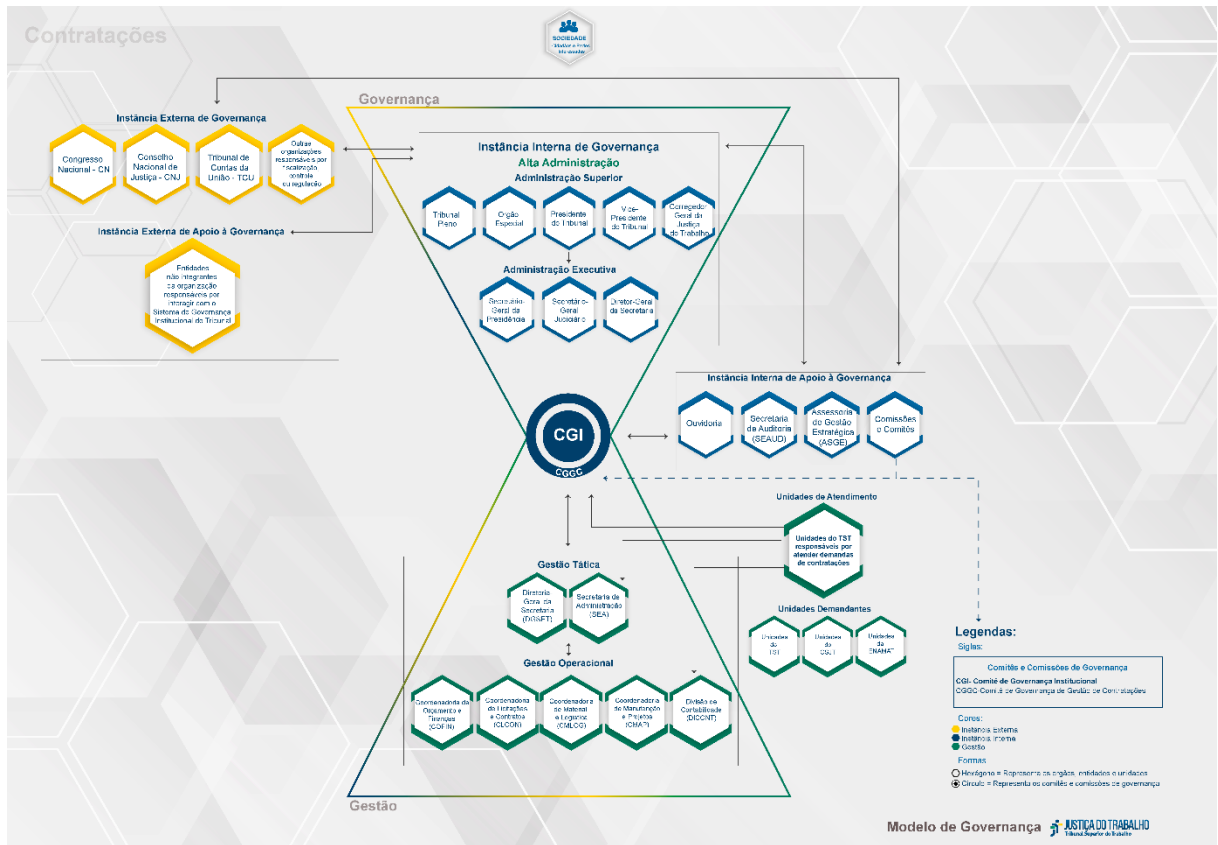 Contratações
SOCIEDADE
Cidadãos e Partes
Interessadas
Governança
Instância Externa de Governança
Congresso
Nacional - CN
Conselho
Nacional de
Justiça - CNJ
Tribunal de
Contas da
União - TCU
Outras
organizações
responsáveis por
fiscalização
controle
ou regulação
Instância Externa de Apoio à Governança
Entidades
não integrantes
da organização
responsáveis por
interagir com o
Sistema de Governança
Institucional do Tribunal
Instância Interna de Governança
Alta Administração
Administração Superior
Tribunal
Pleno
Órgão
Especial
Presidente
do Tribunal
Vice-
Presidente
do Tribunal
Corregedor
Geral da
Justiça
do Trabalho
Administração Executiva
Secretário-
Geral da
Presidência
Secretário-
Geral
Judiciário
Diretor-Geral
da Secretaria
Instância Interna de Apoio à Governança
Ouvidoria
Secretaria
de Auditoria
(SEAUD)
Assessoria
de Gestão
Estratégica
(ASGE)
Comissões
e Comitês
CGI
CGGC
Unidades de Atendimento
Unidades do TST
responsáveis por
atender demandas
de contratações
Gestão Tática
Diretoria
Geral da
Secretaria
(DGSET)
Secretaria de
Administração
(SEA)
Unidades Demandantes
Unidades
do
TST
Unidades
do
CSJT
Unidades
da
ENAMAT
Gestão Operacional
Coordenadoria de
Orçamento e
Finanças
(COFIN)
Coordenadoria
de Licitações
e Contratos
(CLCON)
Coordenadoria
de Material
e Logística
(CMLOG)
Coordenadoria
de Manutenção
e Projetos
(CMAP)
Divisão de
Contabilidade
(DICONT)
Gestão
Legendas:
Siglas:
Comitês e Comissões de Governança
CGI- Comitê de Governança Institucional
CGGC-Comitê de Governança de Gestão de Contratações
Cores:
Instância Externa
Instância Interna
Gestão
Formas
Hexágono = Representa os órgãos, entidades e unidades
Círculo = Representa os comitês e comissões de governança
Modelo de Governança
JUSTIÇA DO TRABALHO
Tribunal Superior do Trabalho